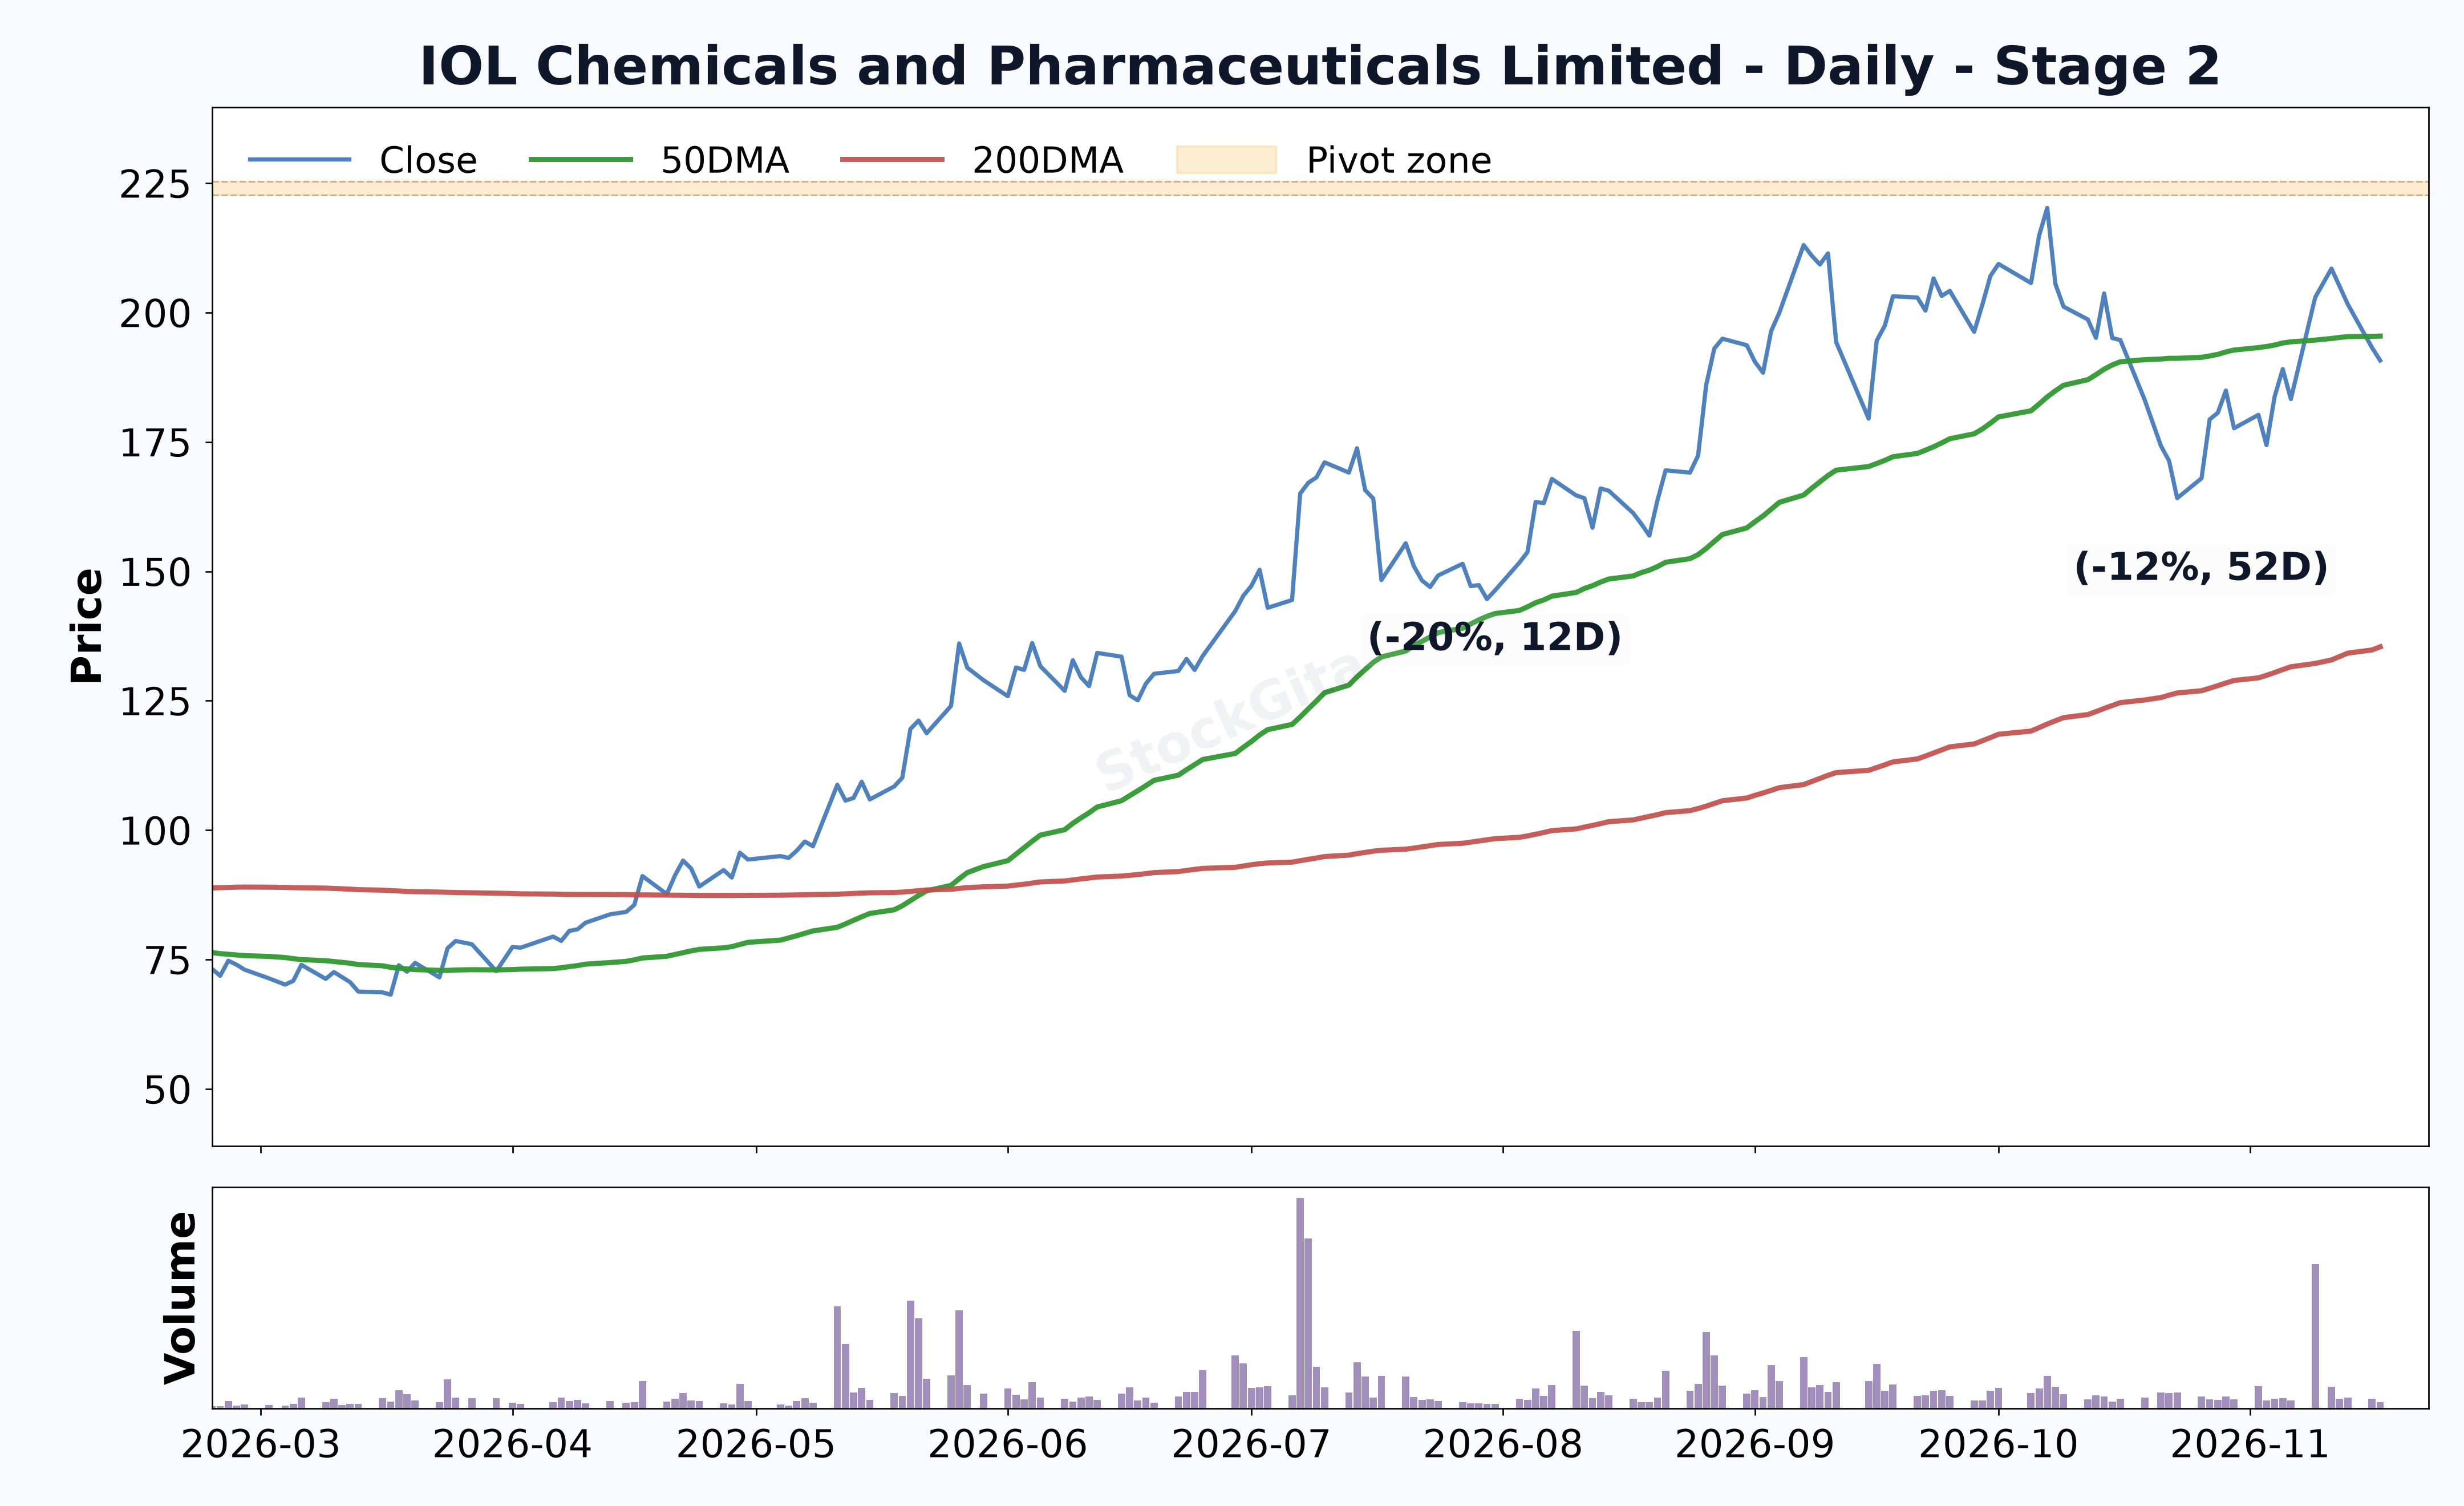 IOL Chemicals and Pharmaceuticals Limited - Daily - Stage 2
Close 50DMA 200DMA Pivot zone
225
200
175
150
125
100
75
50
Price
(-12%, 52D)
(-20%, 12D)
StockGita
Volume
2026-03 2026-04 2026-05 2026-06 2026-07 2026-08 2026-09 2026-10 2026-11